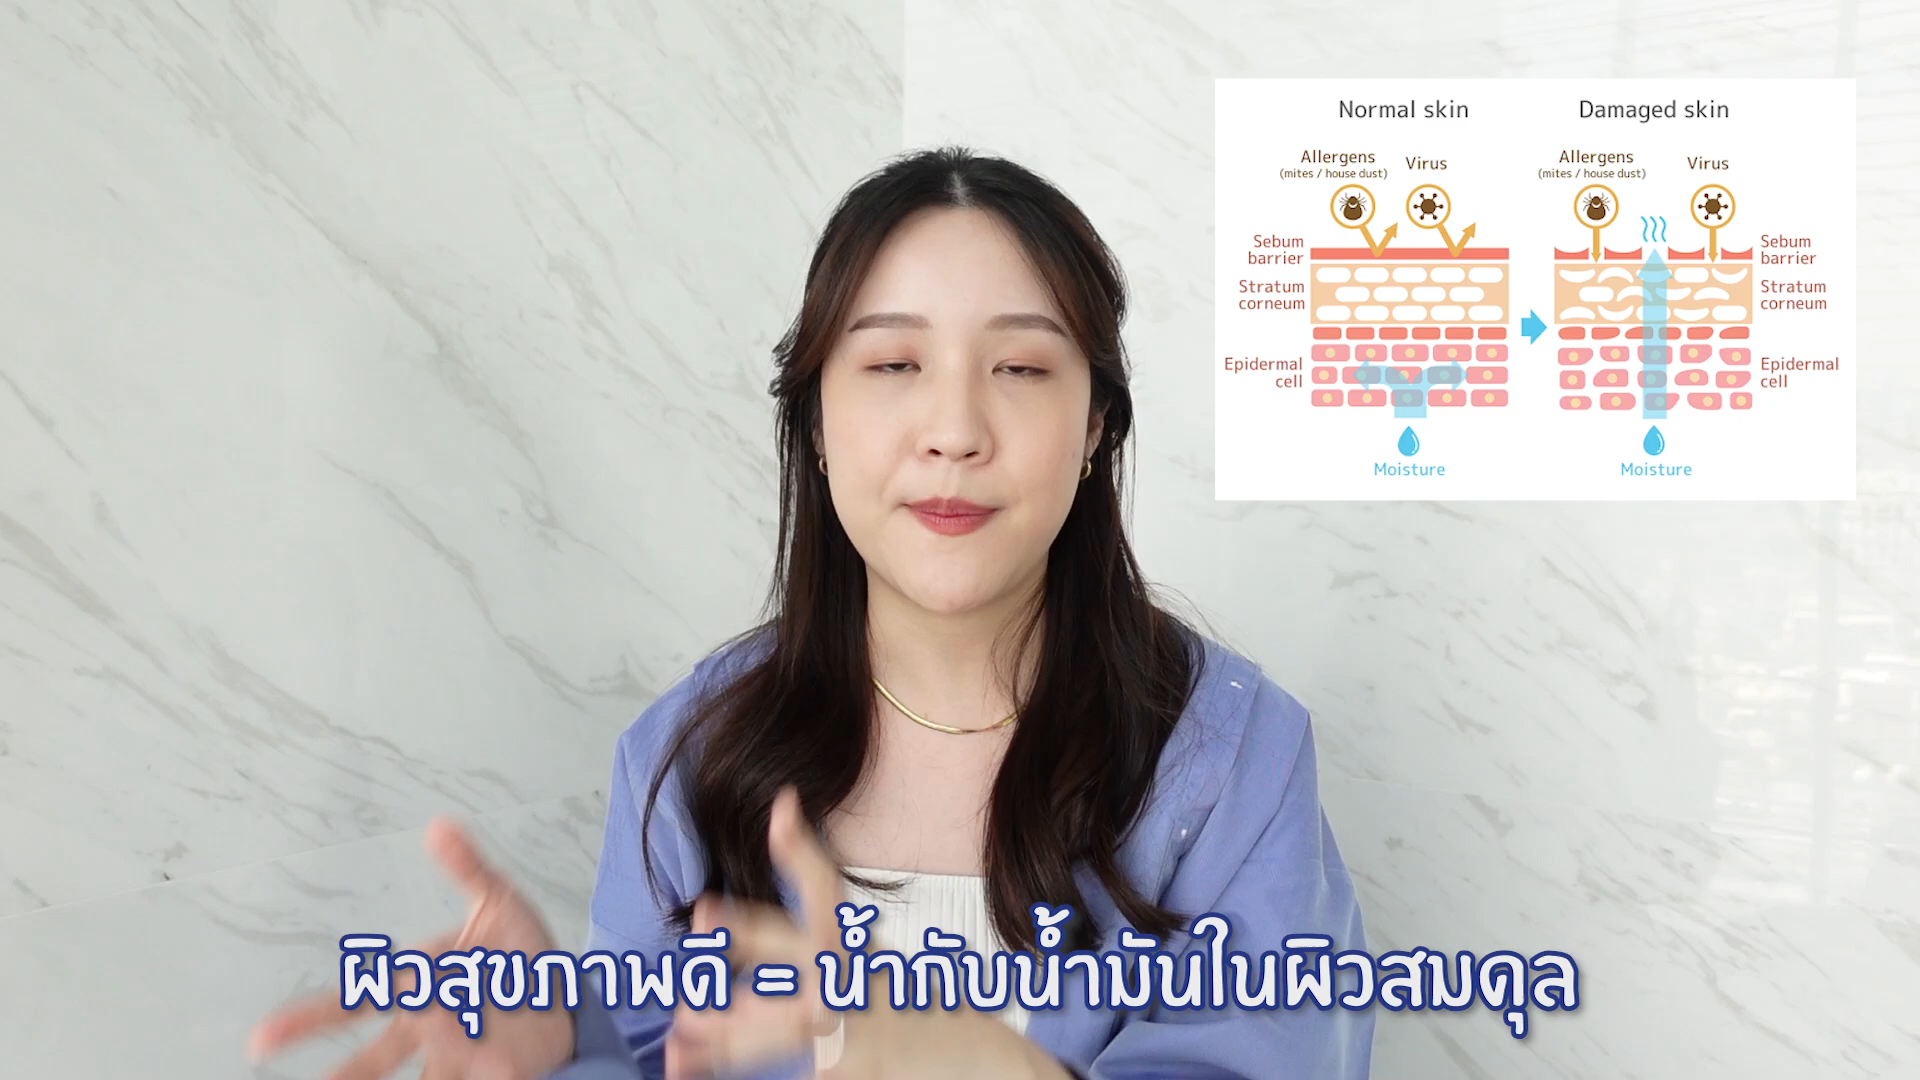 Normal skin
Damaged skin
Allergens
(mites / house dust)
Virus
Allergens
(mites / house dust)
Virus
Sebum
barrier
Stratum
corneum
Epidermal
cell
Sebum
barrier
Stratum
corneum
Epidermal
cell
Moisture
Moisture
ผิวสุขภาพดี = น้ำกับน้ำมันในผิวสมดุล